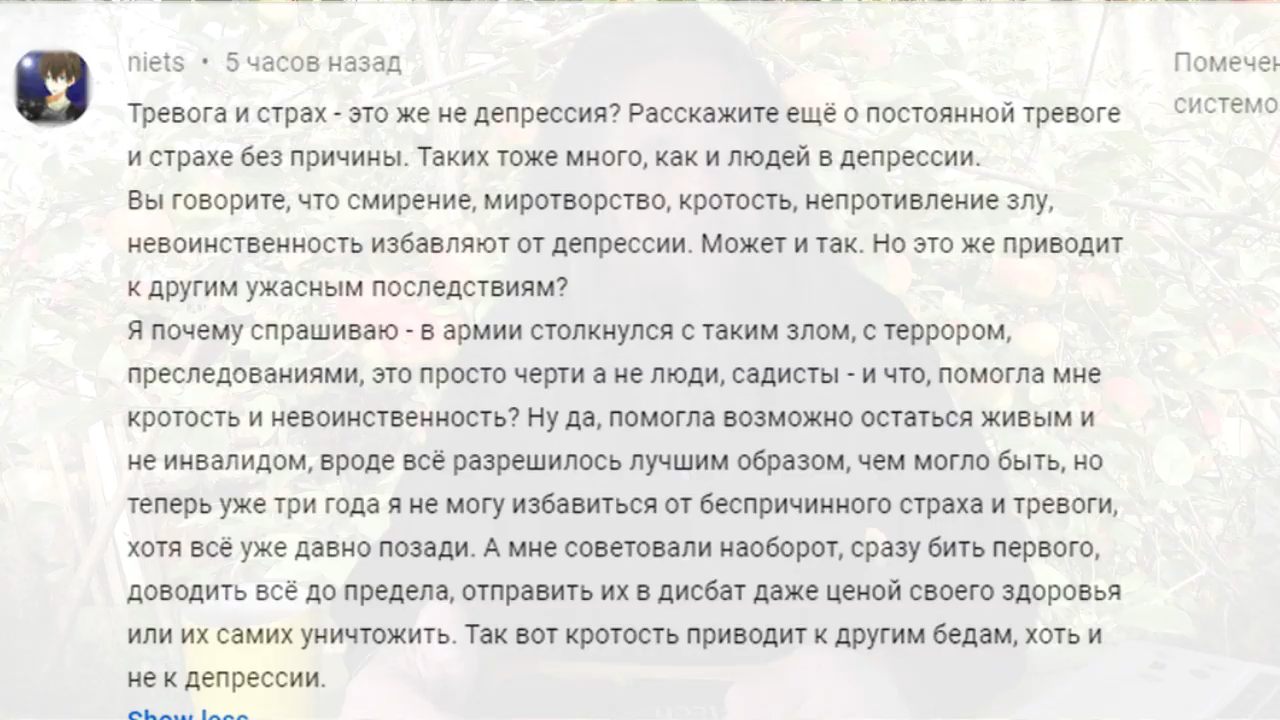 niets • 5 часов назад
Помечен
системо
Тревога и страх - это же не депрессия? Расскажите ещё о постоянной тревоге
и страхе без причины. Таких тоже много, как и людей в депрессии.
Вы говорите, что смирение, миротворство, кротость, непротивление злу,
невоинственность избавляют от депрессии. Может и так. Но это же приводит
к другим ужасным последствиям?
Я почему спрашиваю - в армии столкнулся с таким злом, с террором,
преследованиями, это просто черти а не люди, садисты - и что, помогла мне
кротость и невоинственность? Ну да, помогла возможно остаться живым и
не инвалидом, вроде всё разрешилось лучшим образом, чем могло быть, но
теперь уже три года я не могу избавиться от беспричинного страха и тревоги,
хотя всё уже давно позади. А мне советовали наоборот, сразу бить первого,
доводить всё до предела, отправить их в дисбат даже ценой своего здоровья
или их самих уничтожить. Так вот кротость приводит к другим бедам, хоть и
не к депрессии.
Show less